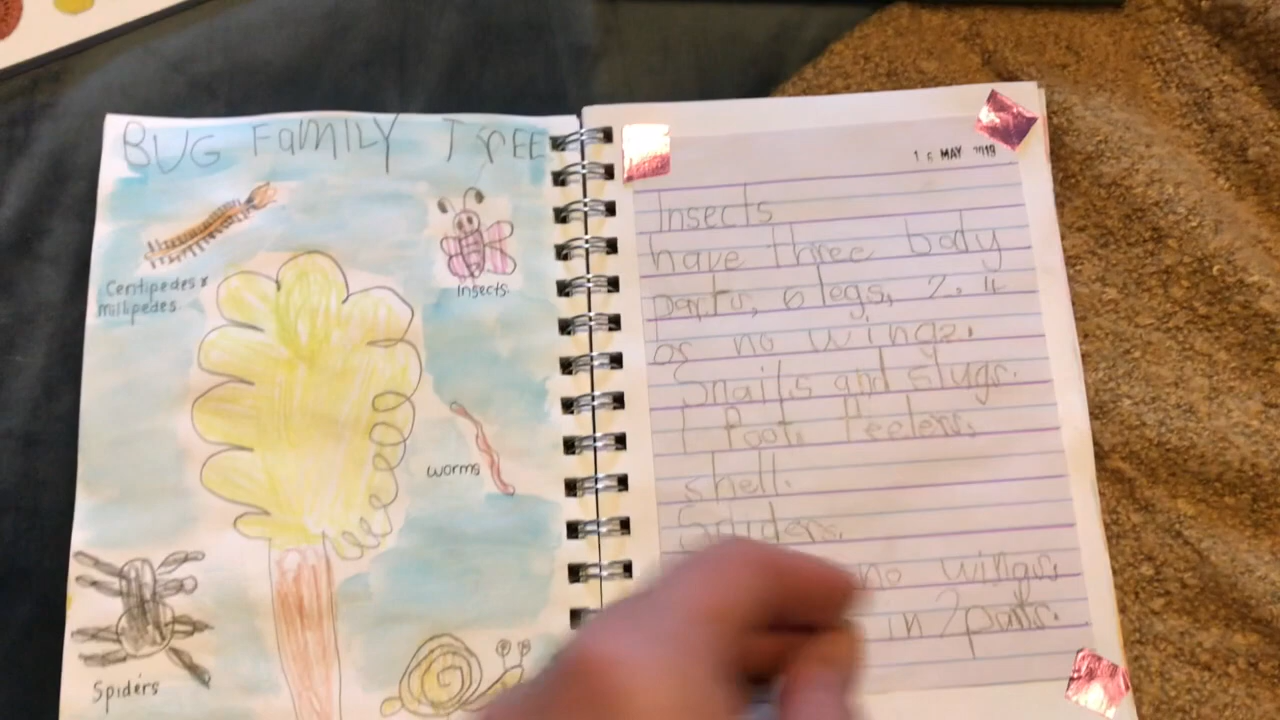 BUG FAMILY TREE
Centipedes &
millipedes
Insects
worms
Spiders
16 MAY 2019
Insects
have three body
parts, 6 legs, 2. 4
or no wings.
Snails and slugs.
1 foot, feelers,
shell.
Spiders.
no wings.
in 2 parts.